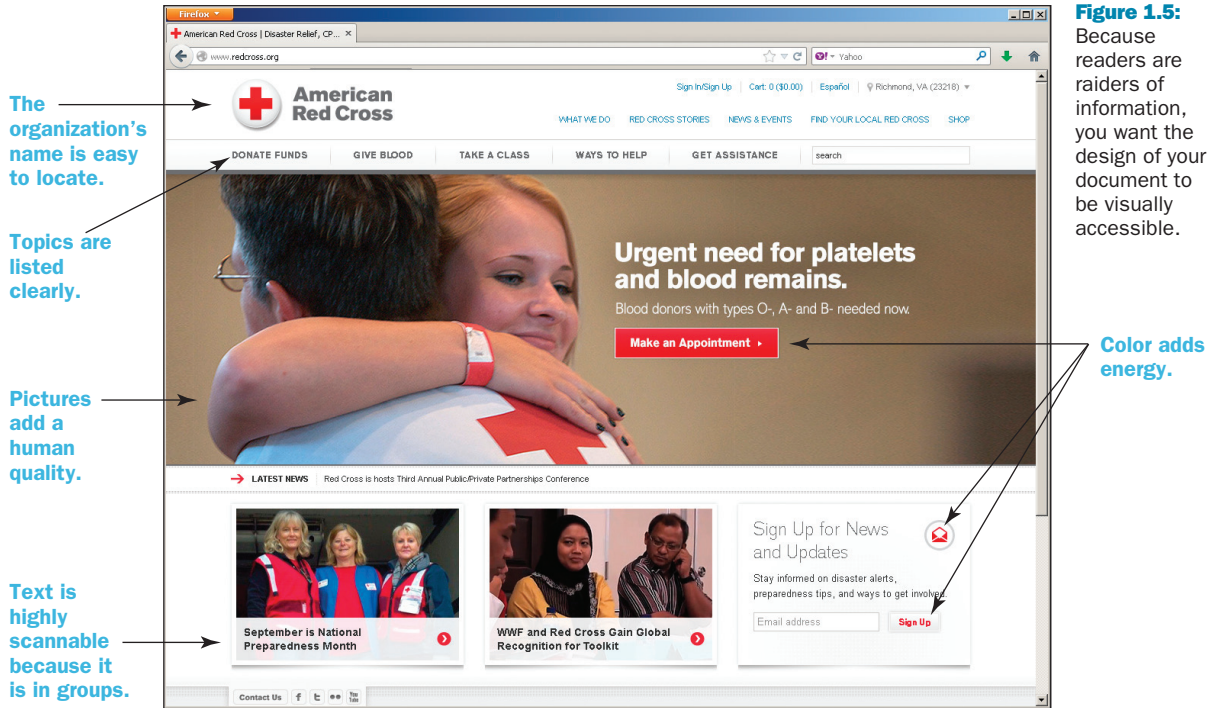 Figure 1.5:
Because
readers are
raiders of
information,
you want the
design of your
document to
be visually
accessible.
The
organization's
name is easy
to locate.
Topics are
listed
clearly.
Pictures
add a
human
quality.
Text is
highly
scannable
because it
is in groups.
Color adds
energy.
Firefox
American Red Cross | Disaster Relief, CP...
www.redcross.org
Yahoo
American
Red Cross
Sign In/Sign Up Cart: 0 ($0.00) Español Richmond, VA (23218)
WHAT WE DO RED CROSS STORIES NEWS & EVENTS FIND YOUR LOCAL RED CROSS SHOP
DONATE FUNDS GIVE BLOOD TAKE A CLASS WAYS TO HELP GET ASSISTANCE search
Urgent need for platelets
and blood remains.
Blood donors with types O-, A- and B- needed now.
Make an Appointment
LATEST NEWS Red Cross is hosts Third Annual Public/Private Partnerships Conference
September is National
Preparedness Month
WWF and Red Cross Gain Global
Recognition for Toolkit
Sign Up for News
and Updates
Stay informed on disaster alerts,
preparedness tips, and ways to get involved.
Email address Sign Up
Contact Us f t You Tube